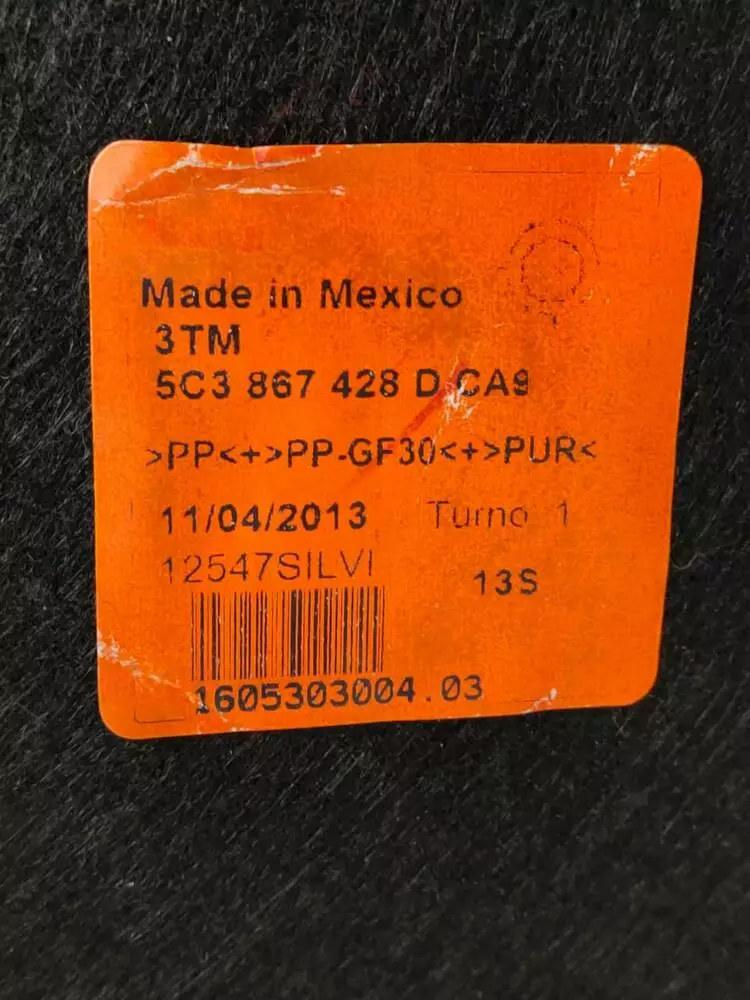 Made in Mexico
3TM
5C3 867 428 D CA9
>PP<+>PP-GF30<+>PUR<
11/04/2013 Turno 1
12547SILVI
13S
1605303004.03